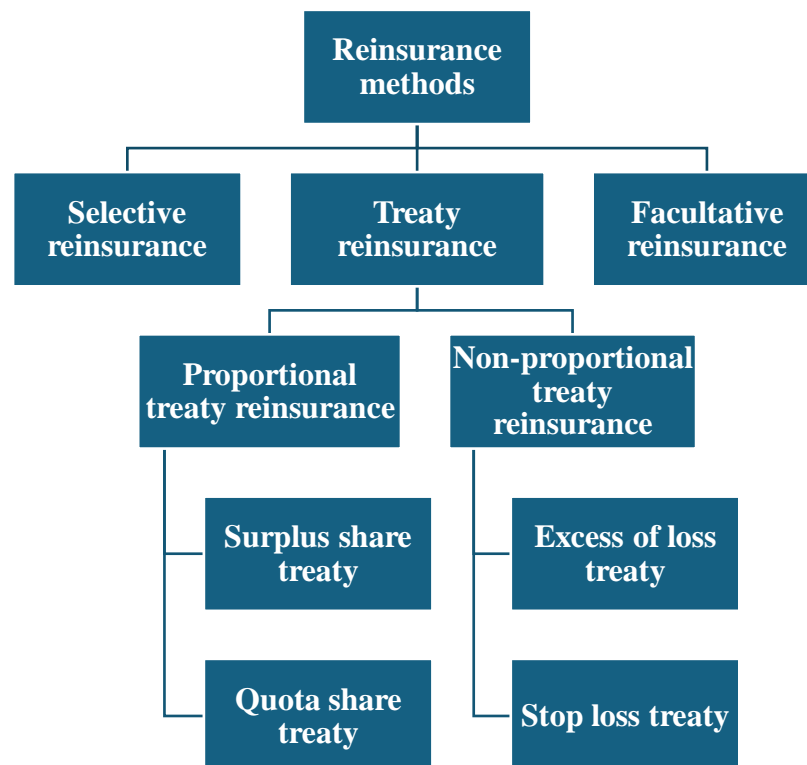 Reinsurance
methods
Selective
reinsurance
Treaty
reinsurance
Facultative
reinsurance
Proportional
treaty reinsurance
Non-proportional
treaty
reinsurance
Surplus share
treaty
Excess of loss
treaty
Quota share
treaty
Stop loss treaty